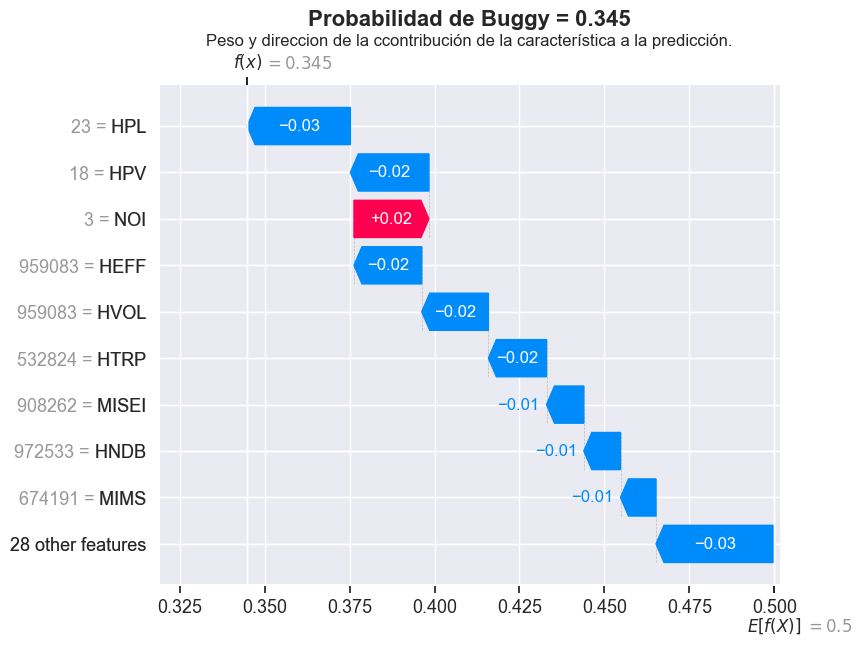 Probabilidad de Buggy = 0.345
Peso y direccion de la ccontribución de la característica a la predicción.
f(x) = 0.345
23 = HPL
−0.03
18 = HPV
−0.02
3 = NOI
+0.02
959083 = HEFF
−0.02
959083 = HVOL
−0.02
532824 = HTRP
−0.02
908262 = MISEI
−0.01
972533 = HNDB
−0.01
674191 = MIMS
−0.01
28 other features
−0.03
0.325 0.350 0.375 0.400 0.425 0.450 0.475 0.500
E[f(X)] = 0.5